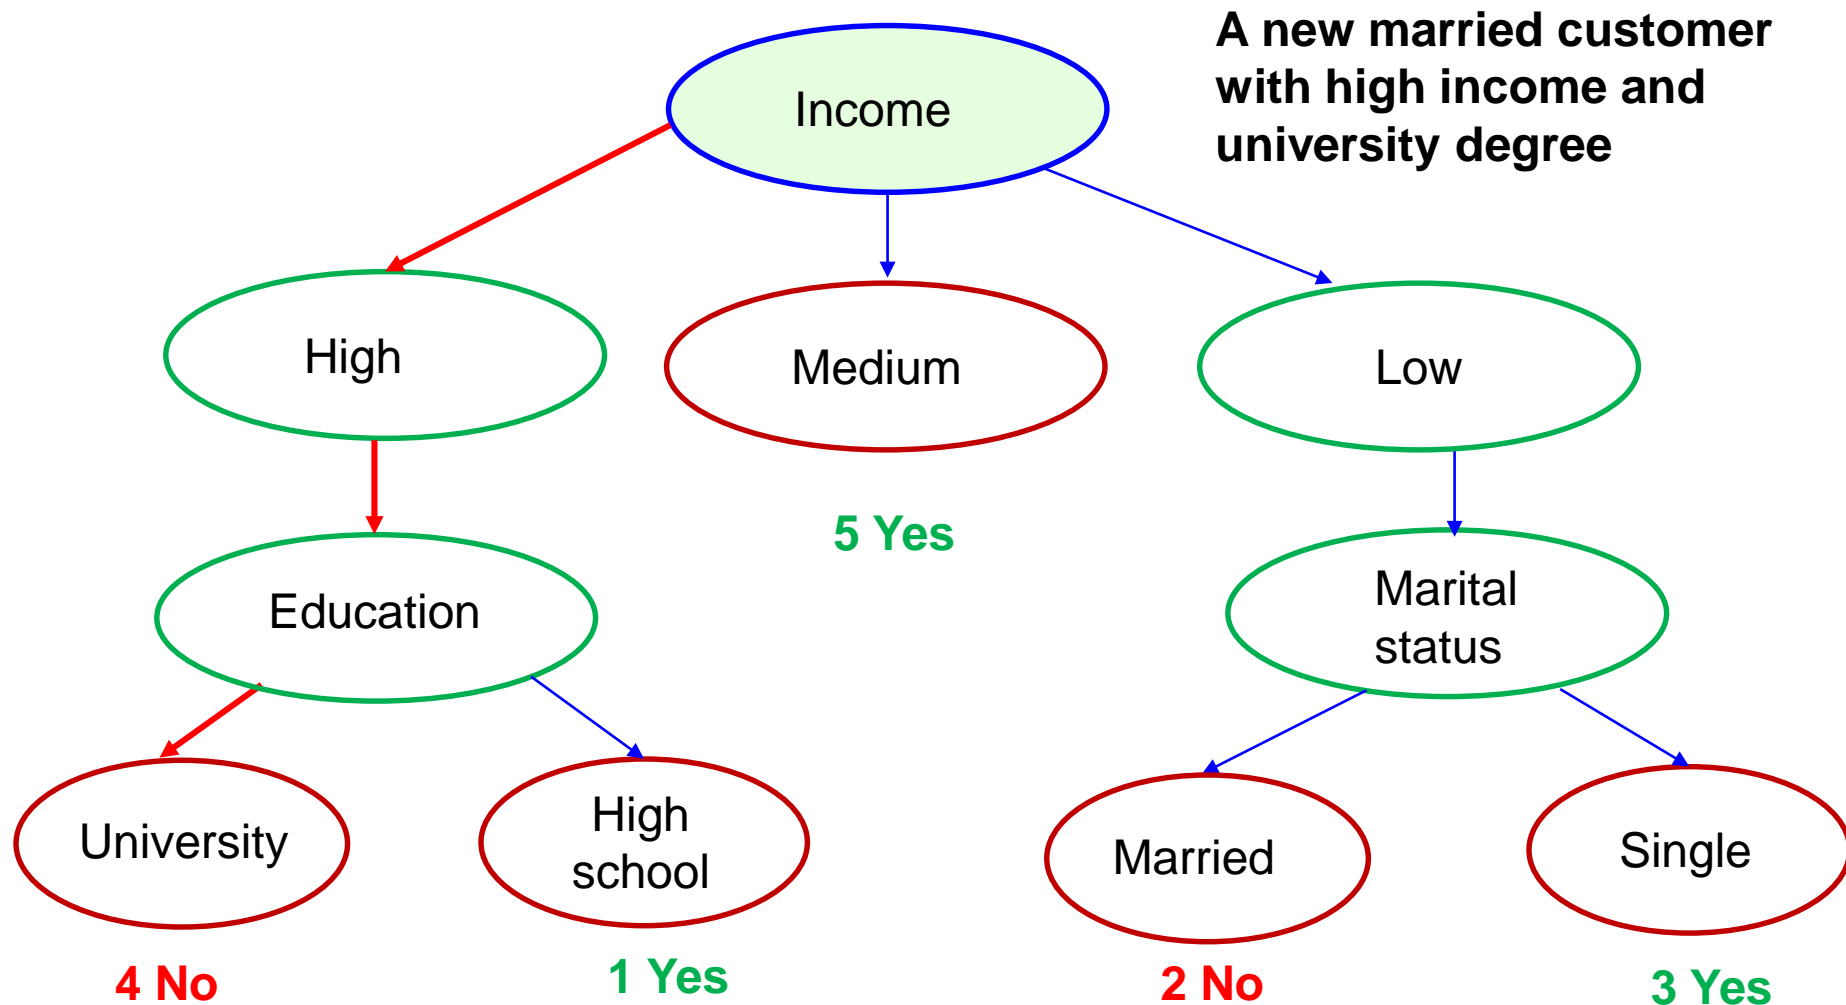 A new married customer
with high income and
university degree
Income
High
Medium
Low
5 Yes
Education
Marital
status
University
High
school
Married
Single
4 No
1 Yes
2 No
3 Yes